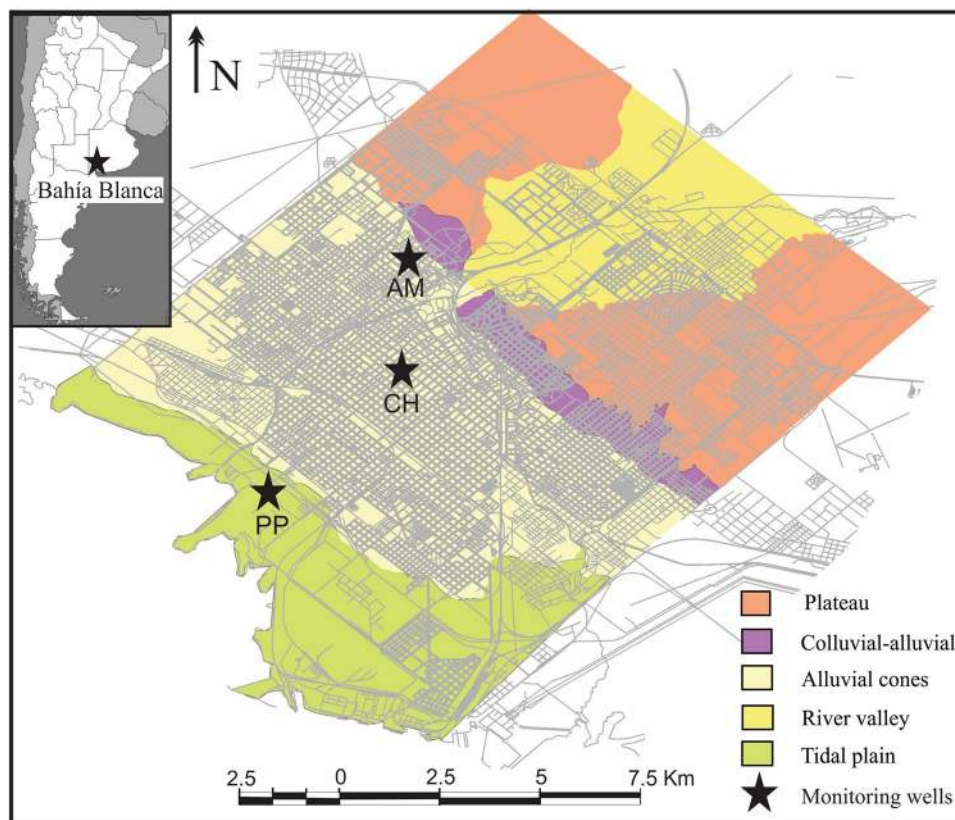 N
Bahía Blanca
AM
CH
PP
Plateau
Colluvial-alluvial
Alluvial cones
River valley
Tidal plain
Monitoring wells
2.5 0 2.5 5 7.5 Km